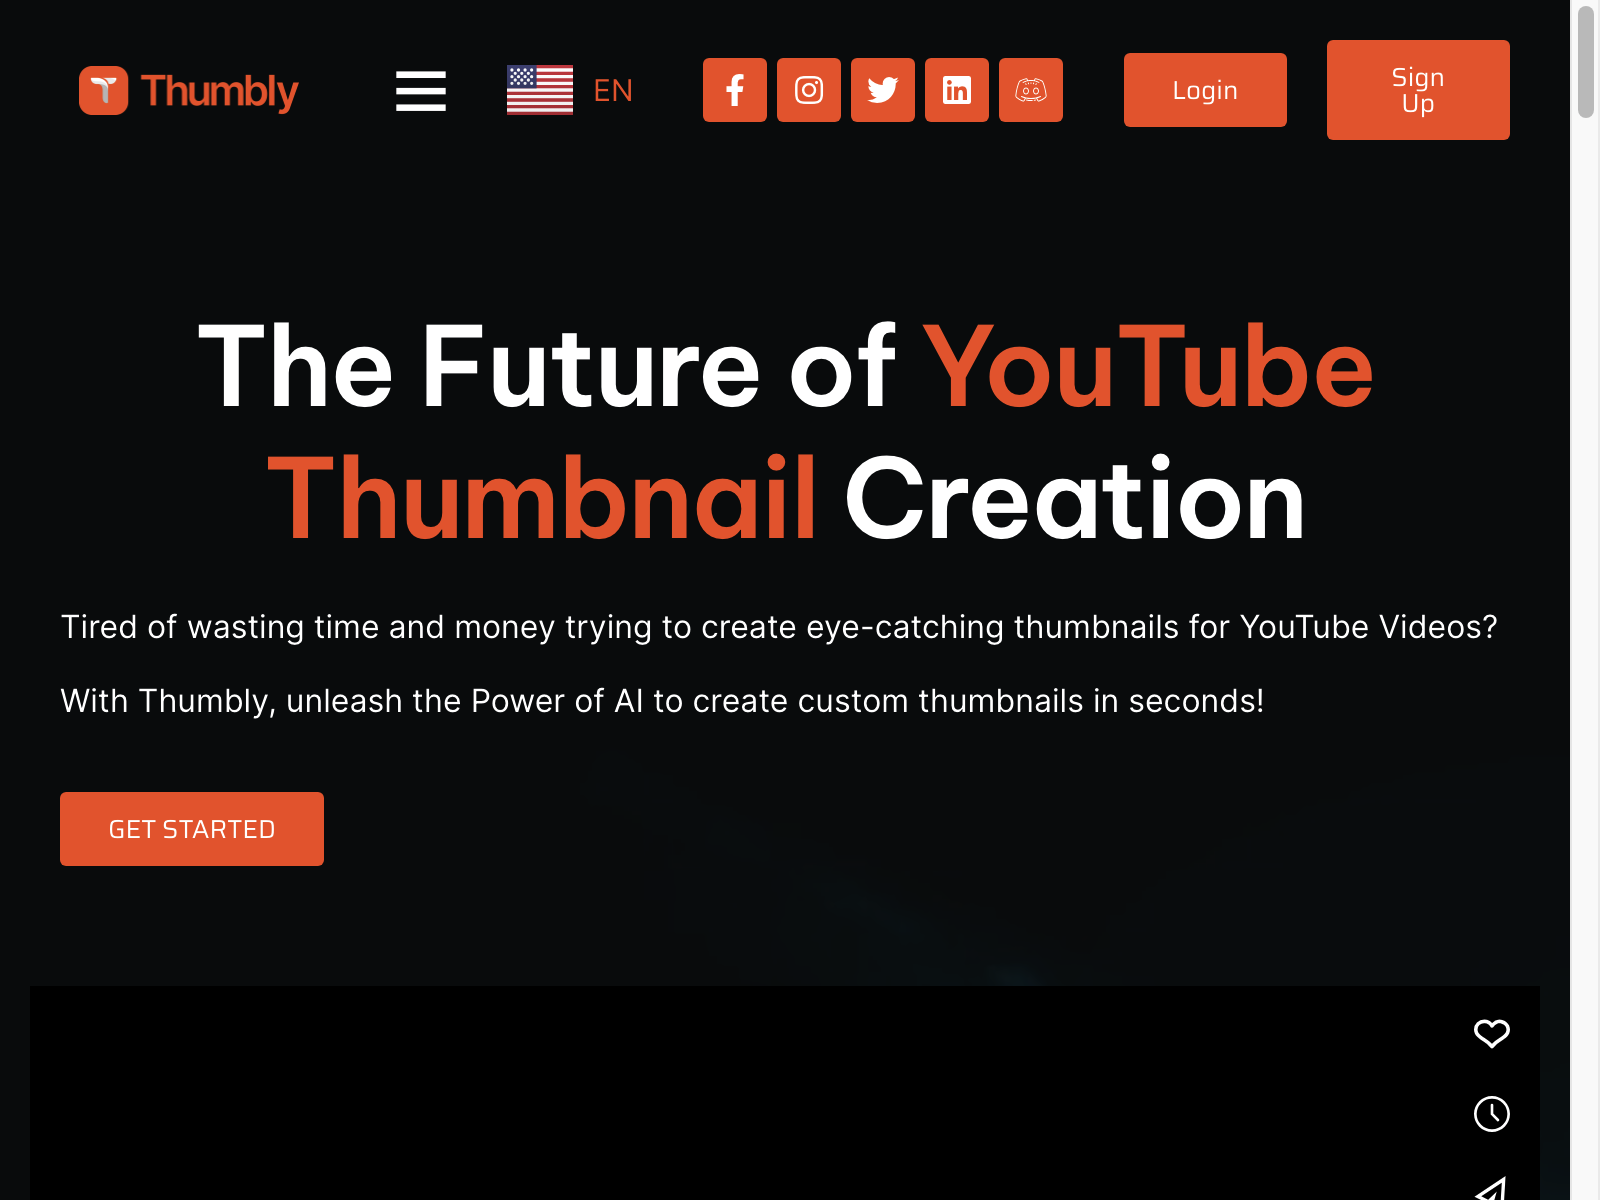 Thumbly
EN
Login
Sign
Up
The Future of YouTube
Thumbnail Creation
Tired of wasting time and money trying to create eye-catching thumbnails for YouTube Videos?
With Thumbly, unleash the Power of AI to create custom thumbnails in seconds!
GET STARTED